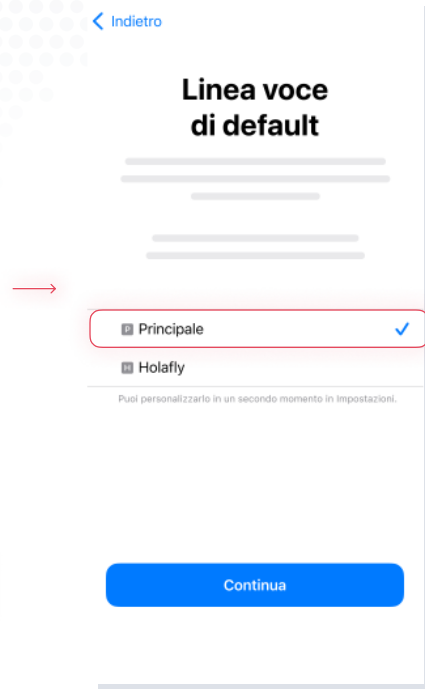 Indietro
Linea voce
di default
P Principale
H Holafly
Puoi personalizzarlo in un secondo momento in Impostazioni.
Continua